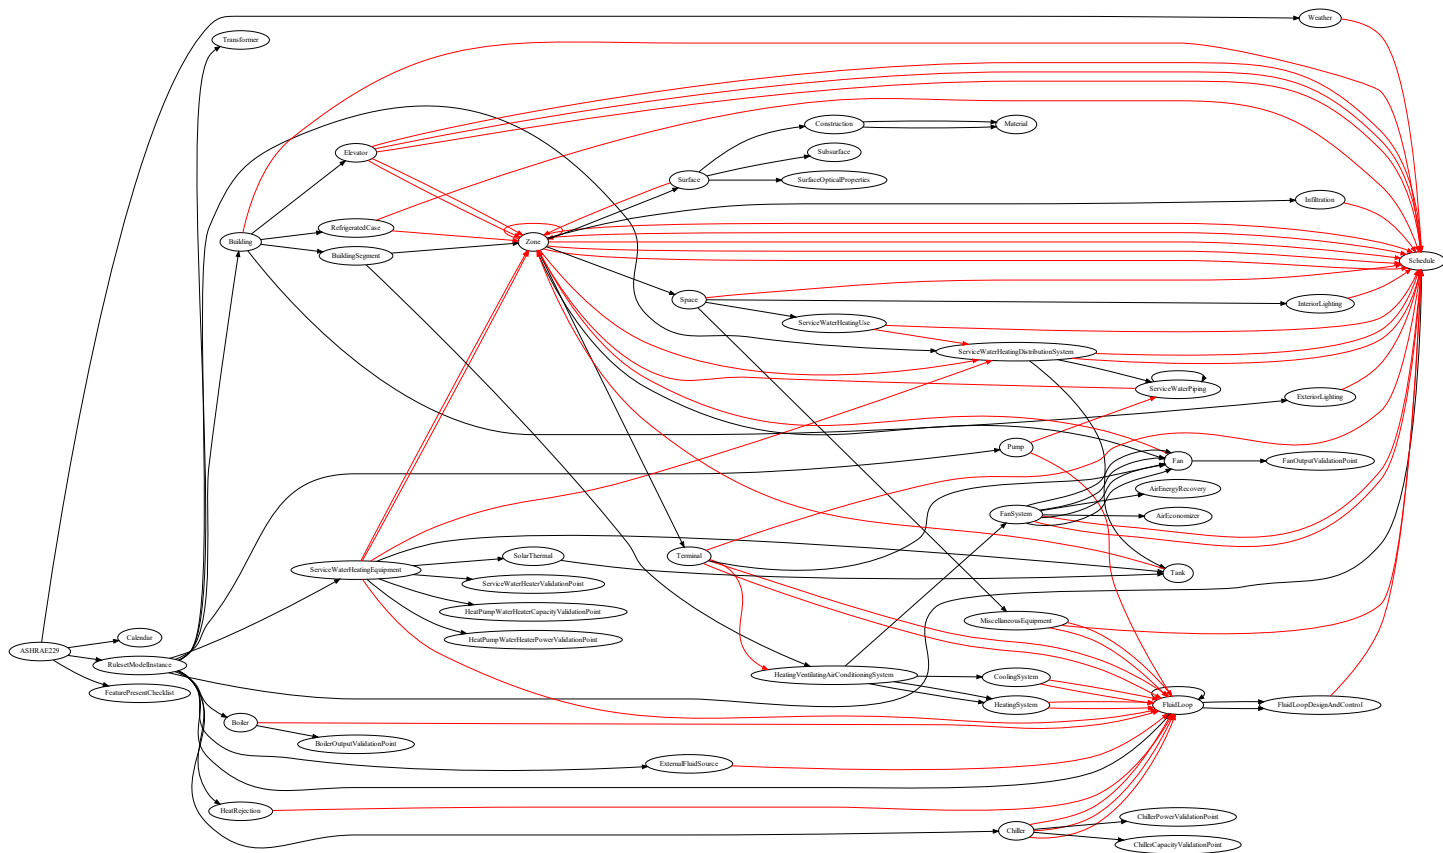 Weather
Transformer
Construction
Material
Elevator
Subsurface
Surface
SurfaceOpticalProperties
Infiltration
RefrigeratedCase
Building
Zone
BuildingSegment
Schedule
Space
InteriorLighting
ServiceWaterHeatingUse
ServiceWaterHeatingDistributionSystem
ServiceWaterPiping
ExteriorLighting
Pump
Fan
FanOutputValidationPoint
AirEnergyRecovery
FanSystem
AirEconomizer
SolarThermal
Terminal
ServiceWaterHeatingEquipment
Tank
ServiceWaterHeaterValidationPoint
HeatPumpWaterHeaterCapacityValidationPoint
MiscellaneousEquipment
Calendar
HeatPumpWaterHeaterPowerValidationPoint
ASHRAE229
RulesetModelInstance
HeatingVentilatingAirConditioningSystem
CoolingSystem
FeaturePresentChecklist
HeatingSystem
FluidLoop
FluidLoopDesignAndControl
Boiler
BoilerOutputValidationPoint
ExternalFluidSource
HeatRejection
ChillerPowerValidationPoint
Chiller
ChillerCapacityValidationPoint